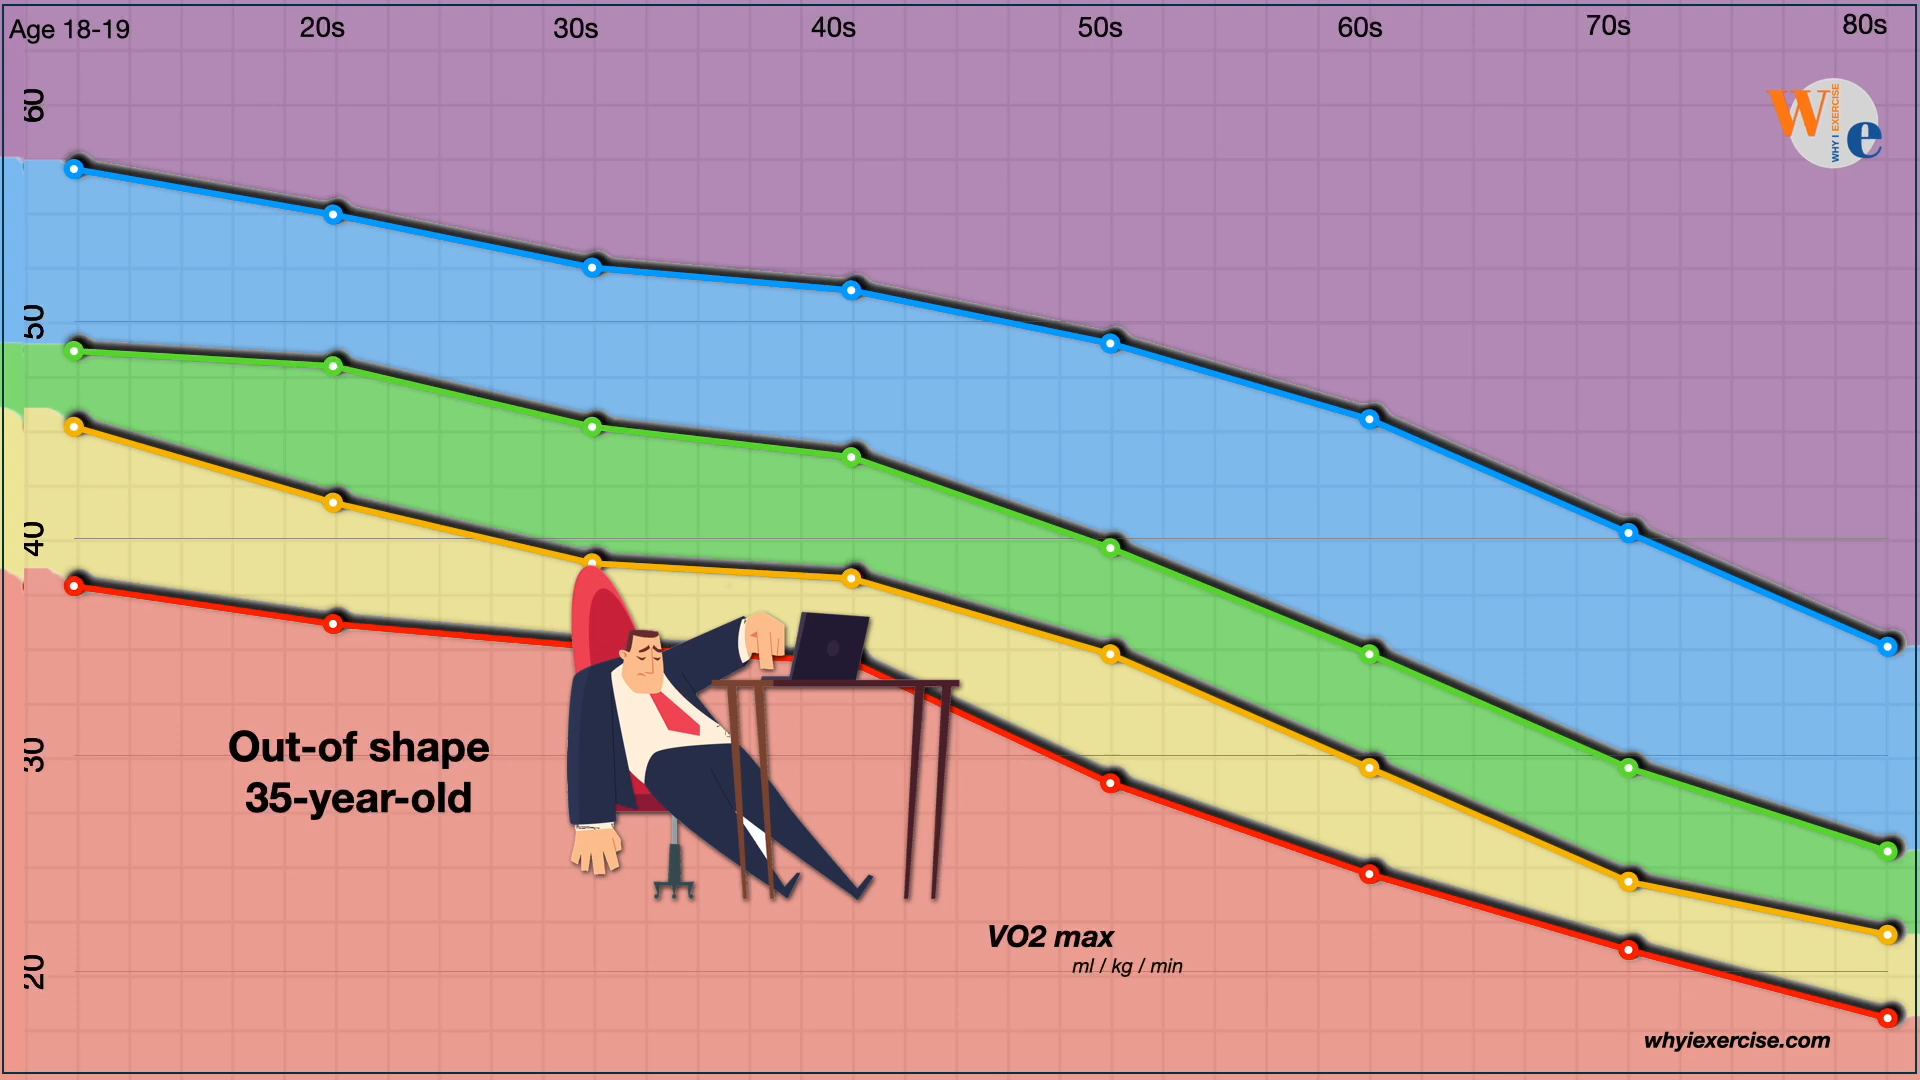 Age 18-19 20s 30s 40s 50s 60s 70s 80s
60
50
40
30
20
W
e
WHY I EXERCISE
Out-of shape
35-year-old
VO2 max
ml / kg / min
whyiexercise.com